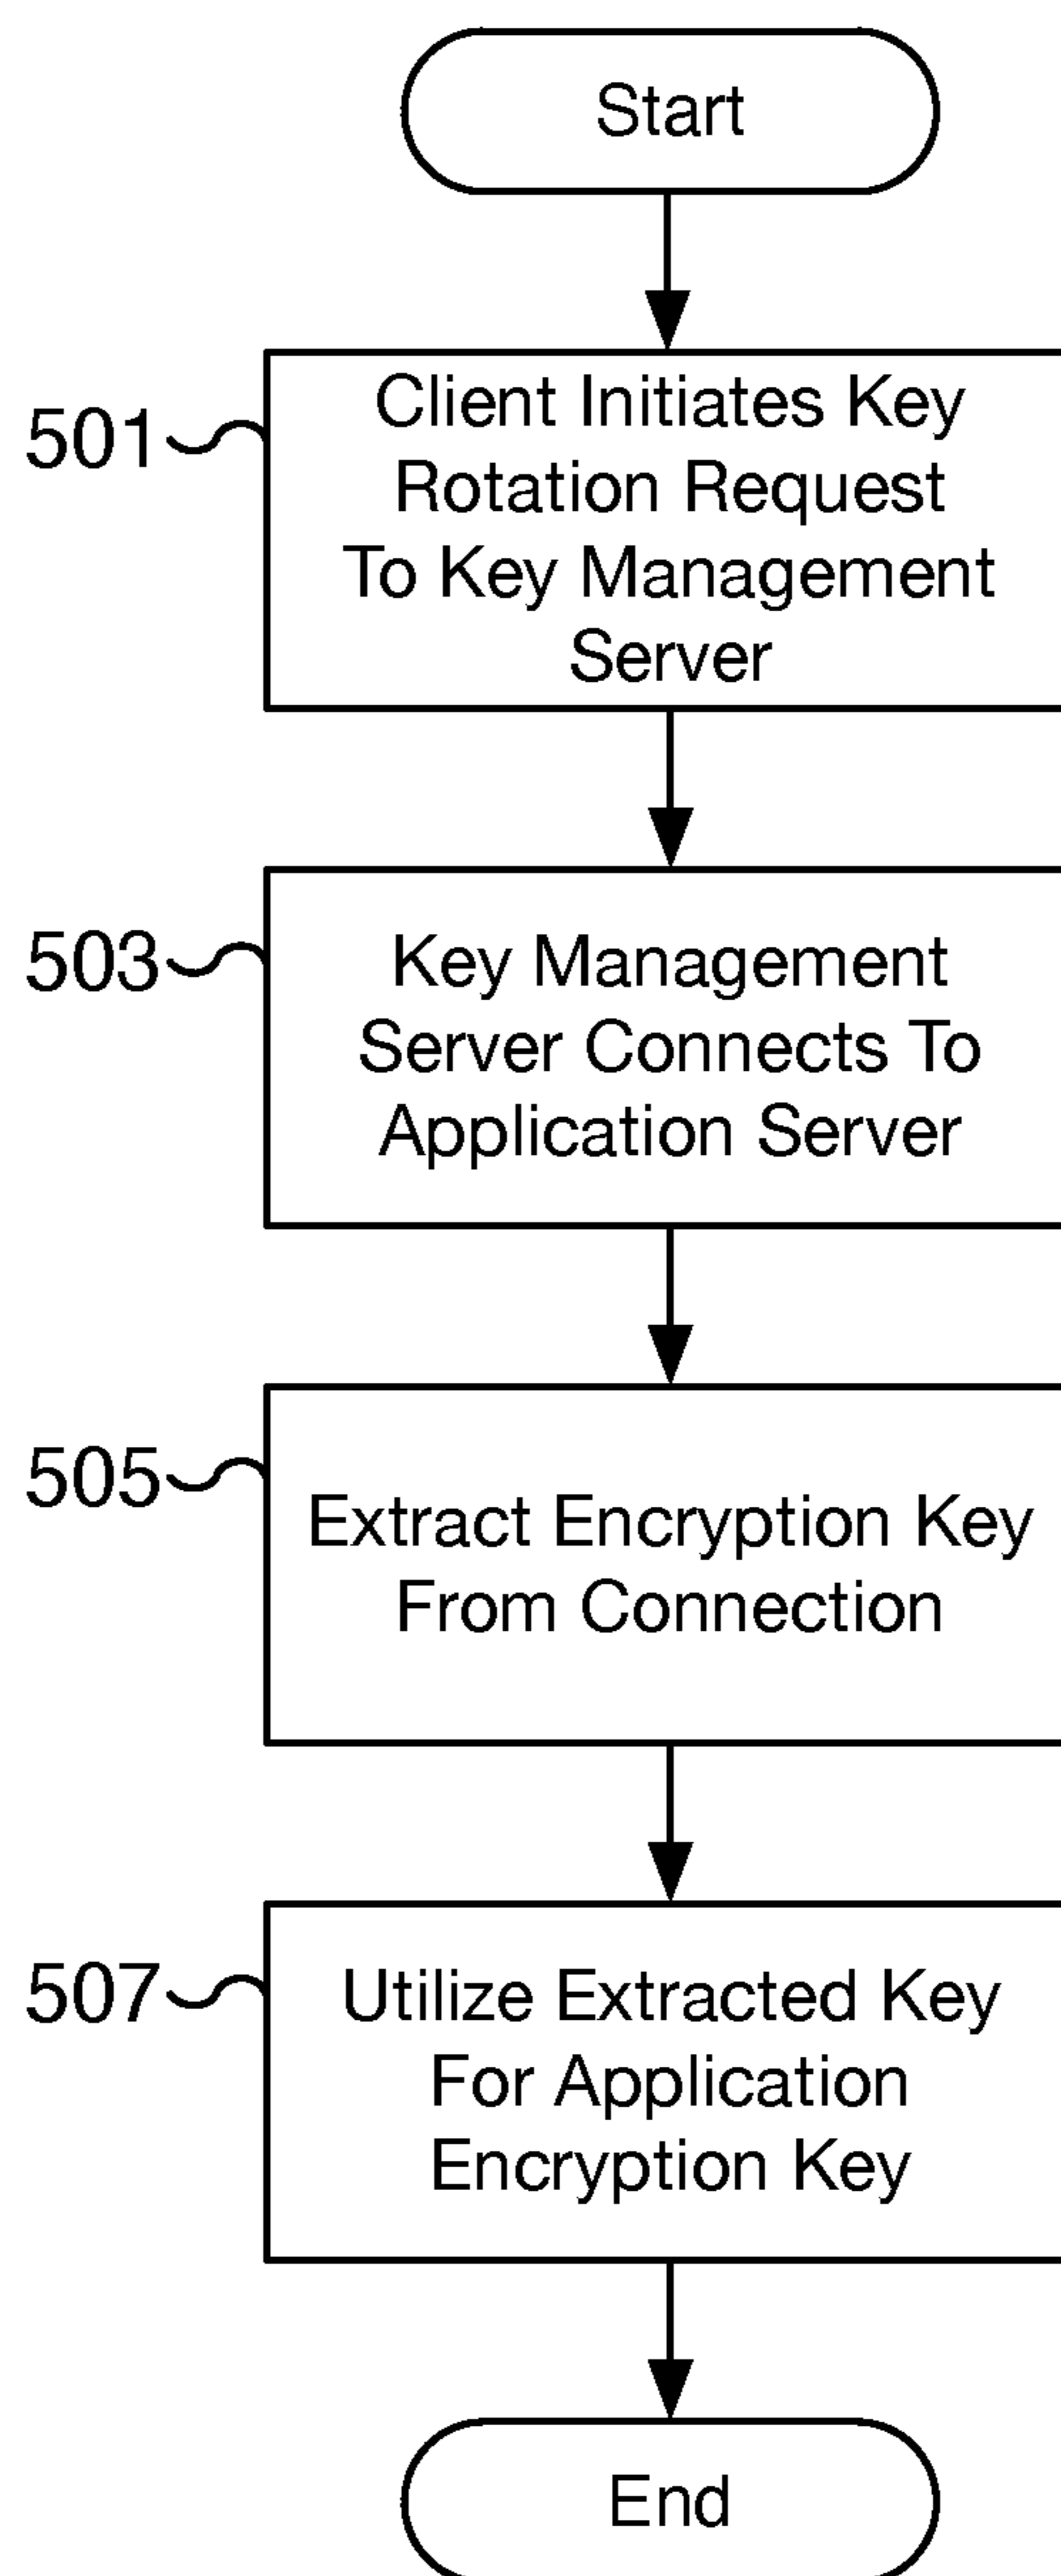 Start
501
Client Initiates Key
Rotation Request
To Key Management
Server
503
Key Management
Server Connects To
Application Server
505
Extract Encryption Key
From Connection
507
Utilize Extracted Key
For Application
Encryption Key
End